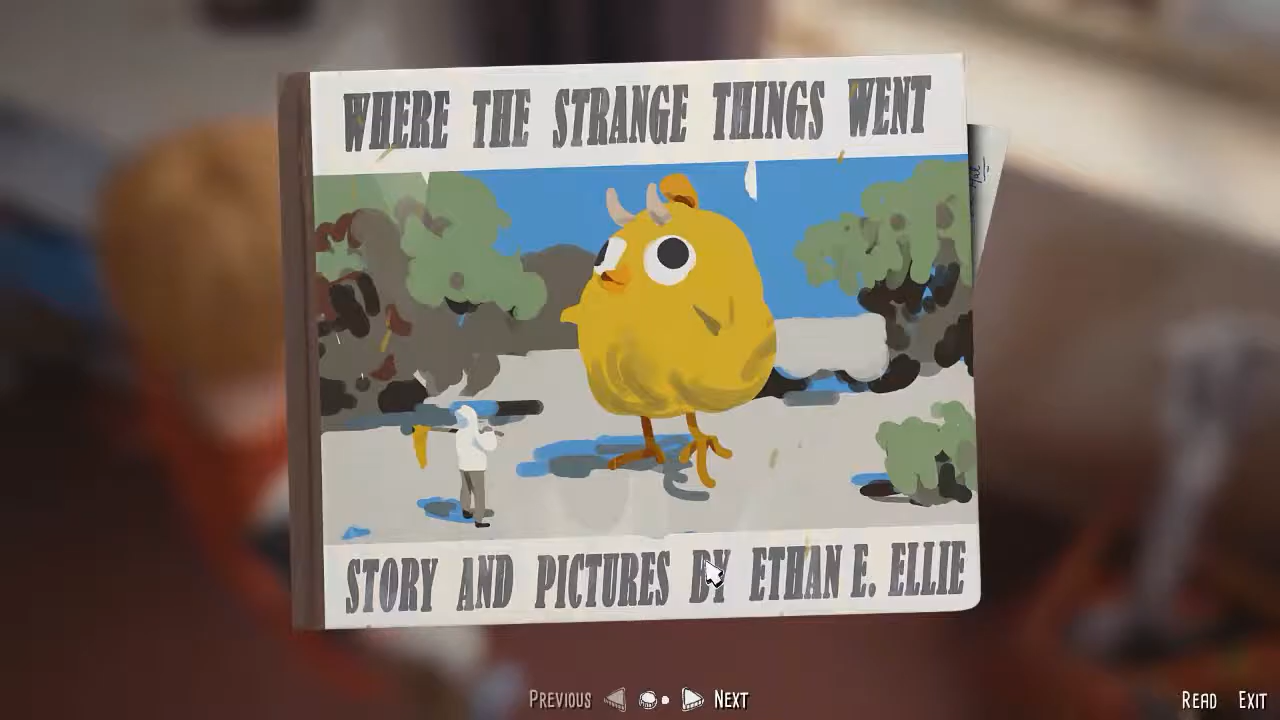 WHERE THE STRANGE THINGS WENT
STORY AND PICTURES BY ETHAN E. ELLIE
PREVIOUS NEXT READ EXIT